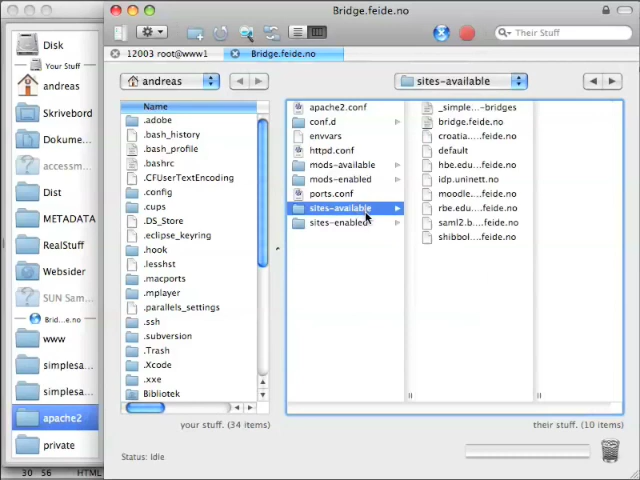 Bridge.feide.no
Their Stuff
12003 root@www1
Bridge.feide.no
andreas
sites-available
Disk
Your Stuff
andreas
Skrivebord
Dokume...
accessm...
Dist
METADATA
RealStuff
Websider
SUN Sam...
Brid...e.no
www
simplesa...
simplesa...
apache2
private
30 56 HTML
Name
.adobe
.bash_history
.bash_profile
.bashrc
.CFUserTextEncoding
.config
.cups
.DS_Store
.eclipse_keyring
.hook
.lesshst
.macports
.mplayer
.parallels_settings
.ssh
.subversion
.Trash
.Xcode
.xxe
Bibliotek
your stuff. (34 items)
Status: Idle
apache2.conf
conf.d
envvars
httpd.conf
mods-available
mods-enabled
ports.conf
sites-available
sites-enabled
_simple...-bridges
bridge.feide.no
croatia....feide.no
default
hbe.edu....feide.no
idp.uninett.no
moodle....feide.no
rbe.edu....feide.no
saml2.b....feide.no
shibbol....feide.no
their stuff. (10 items)